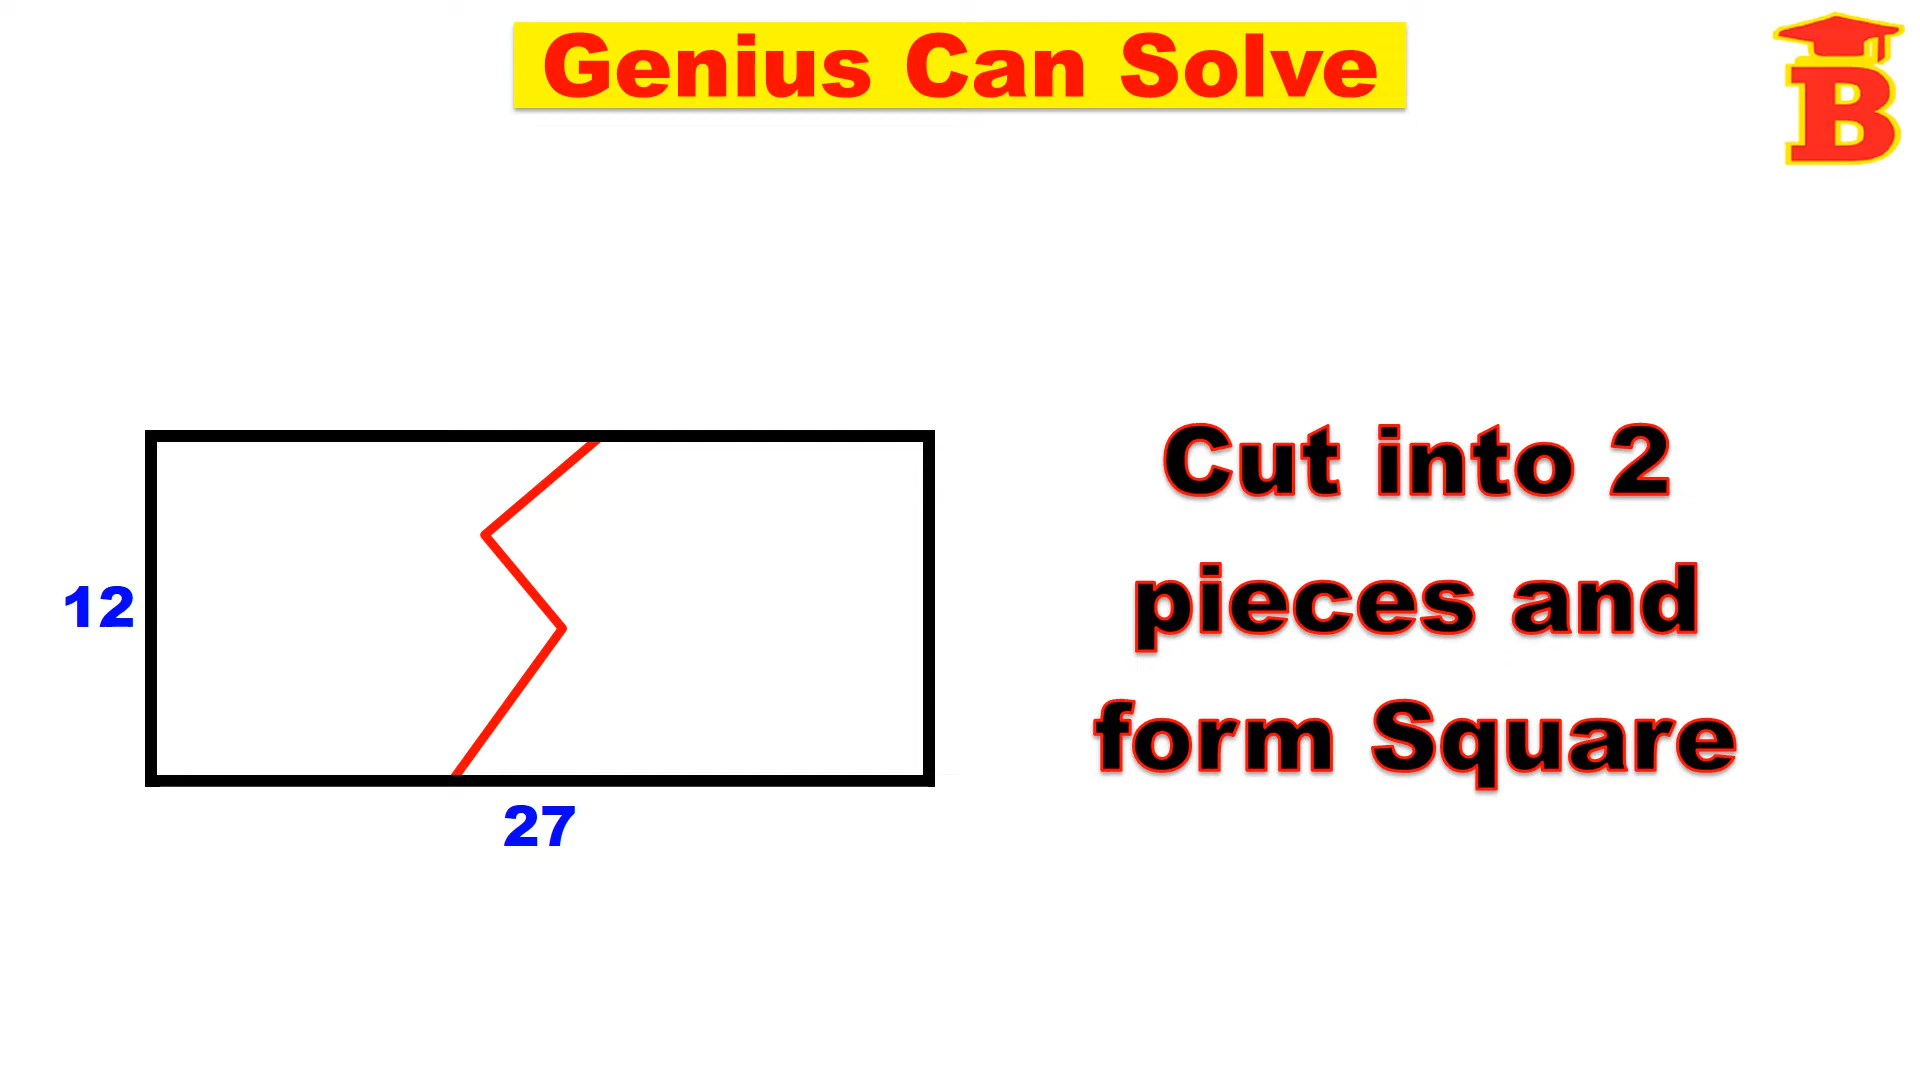 Genius Can Solve
B
Cut into 2
pieces and
form Square
12
27